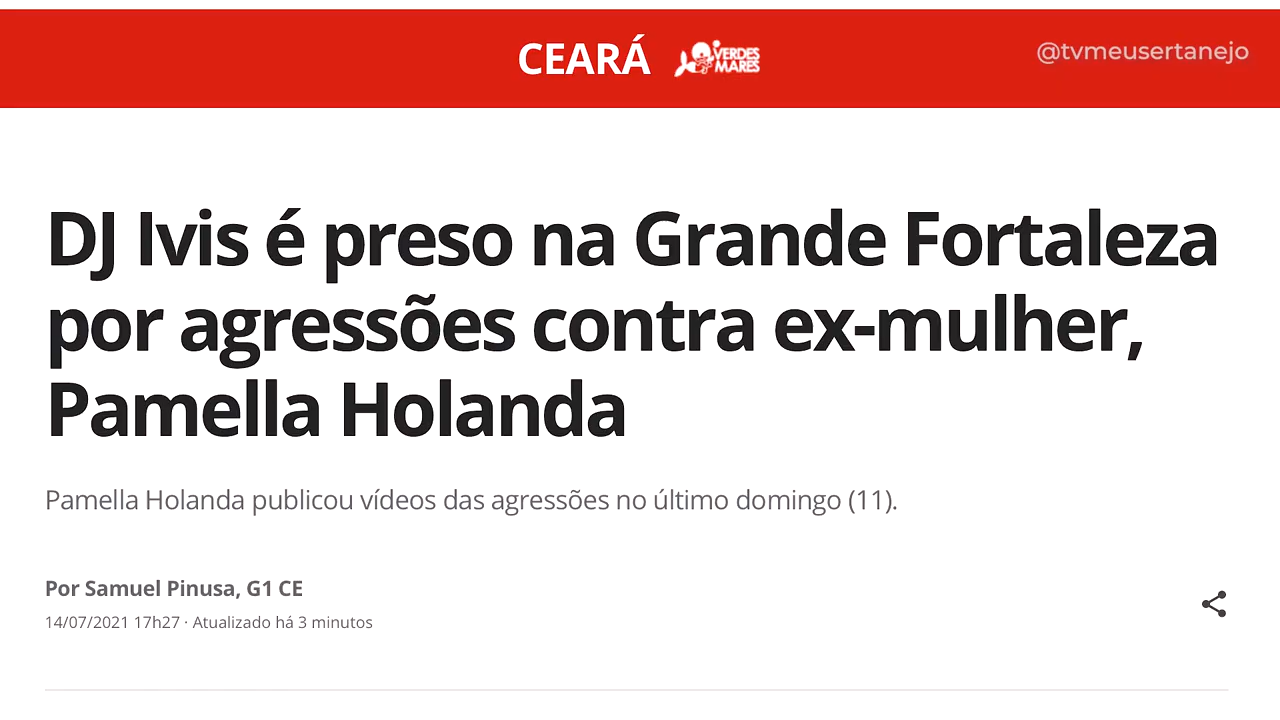 CEARÁ VERDES MARES @tvmeusertanejo
DJ Ivis é preso na Grande Fortaleza
por agressões contra ex-mulher,
Pamella Holanda
Pamella Holanda publicou vídeos das agressões no último domingo (11).
Por Samuel Pinusa, G1 CE
14/07/2021 17h27 · Atualizado há 3 minutos